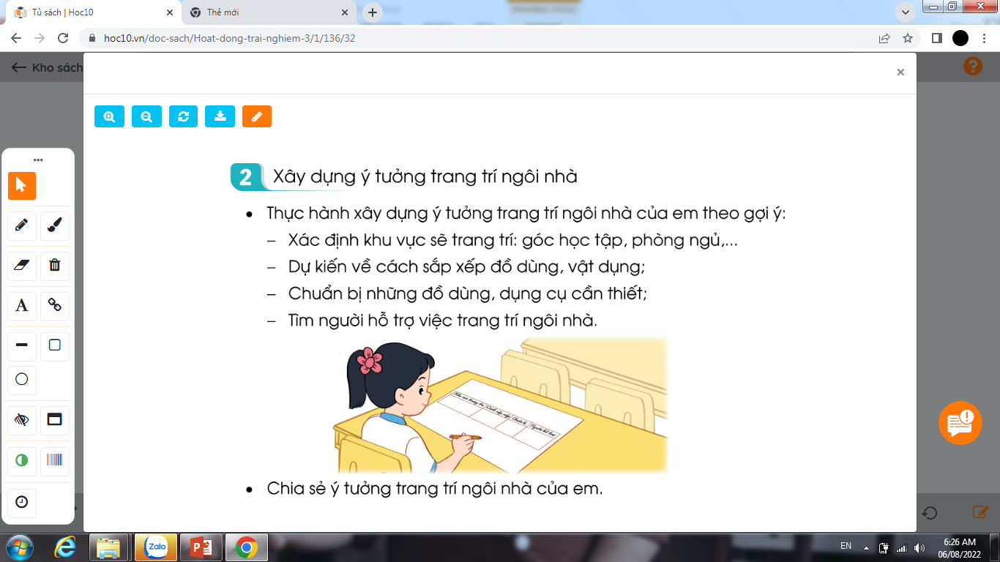 Tủ sách | Hoc10
Thẻ mới
hoc10.vn/doc-sach/Hoat-dong-trai-nghiem-3/1/136/32
Kho sách
2 Xây dựng ý tưởng trang trí ngôi nhà
• Thực hành xây dựng ý tưởng trang trí ngôi nhà của em theo gợi ý:
– Xác định khu vực sẽ trang trí: góc học tập, phòng ngủ,...
– Dự kiến về cách sắp xếp đồ dùng, vật dụng;
– Chuẩn bị những đồ dùng, dụng cụ cần thiết;
– Tìm người hỗ trợ việc trang trí ngôi nhà.
• Chia sẻ ý tưởng trang trí ngôi nhà của em.
A
Zalo
EN
6:26 AM
06/08/2022